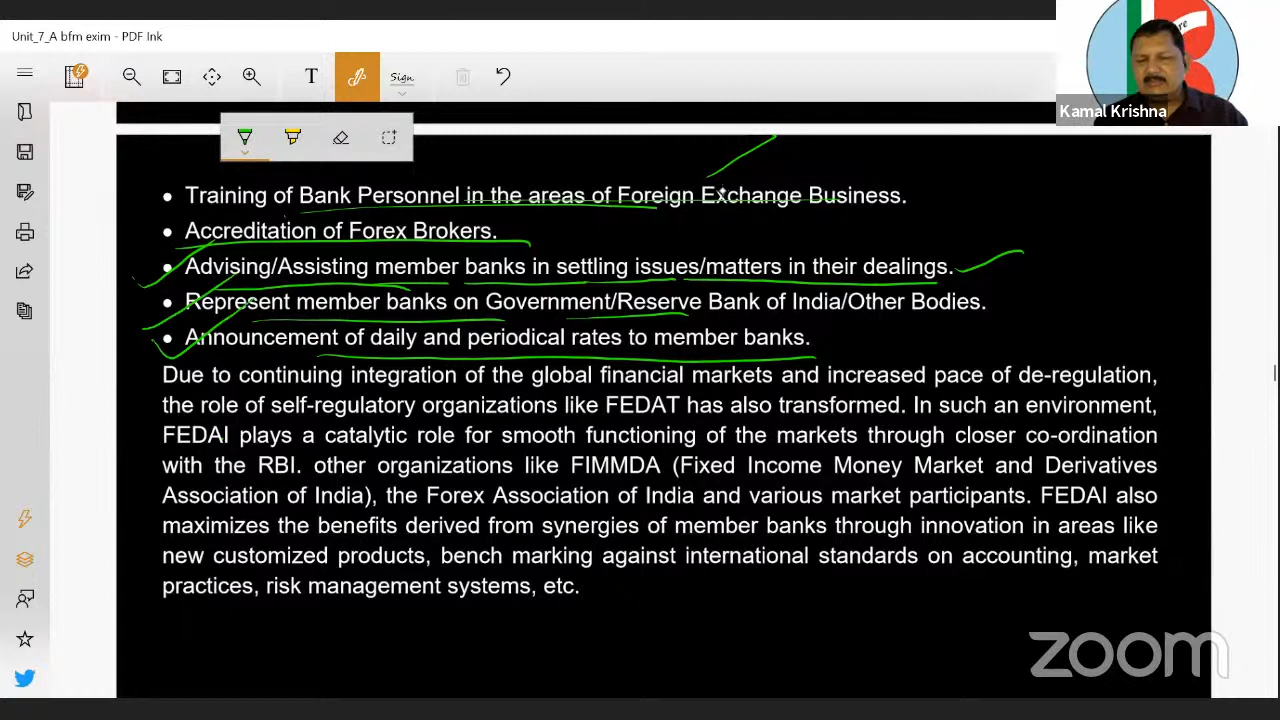 Unit_7_A bfm exim - PDF Ink
T
Sign
Kamal Krishna
• Training of Bank Personnel in the areas of Foreign Exchange Business.
• Accreditation of Forex Brokers.
• Advising/Assisting member banks in settling issues/matters in their dealings.
• Represent member banks on Government/Reserve Bank of India/Other Bodies.
• Announcement of daily and periodical rates to member banks.
Due to continuing integration of the global financial markets and increased pace of de-regulation,
the role of self-regulatory organizations like FEDAT has also transformed. In such an environment,
FEDAI plays a catalytic role for smooth functioning of the markets through closer co-ordination
with the RBI. other organizations like FIMMDA (Fixed Income Money Market and Derivatives
Association of India), the Forex Association of India and various market participants. FEDAI also
maximizes the benefits derived from synergies of member banks through innovation in areas like
new customized products, bench marking against international standards on accounting, market
practices, risk management systems, etc.
zoom